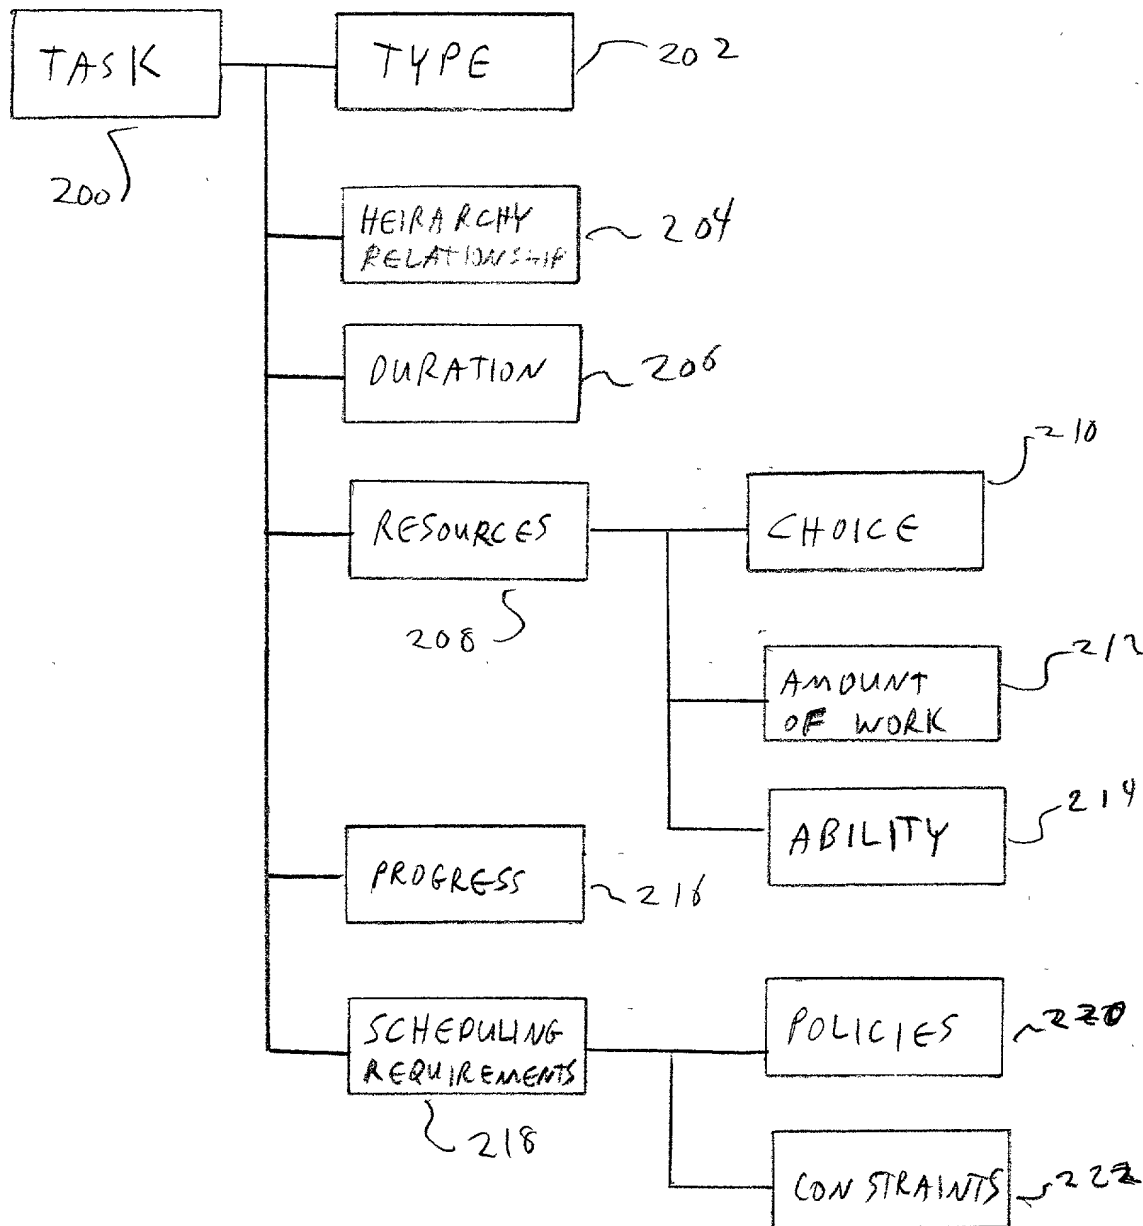 TASK
TYPE
202
200
HEIRARCHY
RELATIONSHIP
204
DURATION
206
RESOURCES
208
CHOICE
210
AMOUNT
OF WORK
212
ABILITY
214
PROGRESS
216
SCHEDULING
REQUIREMENTS
218
POLICIES
220
CONSTRAINTS
222